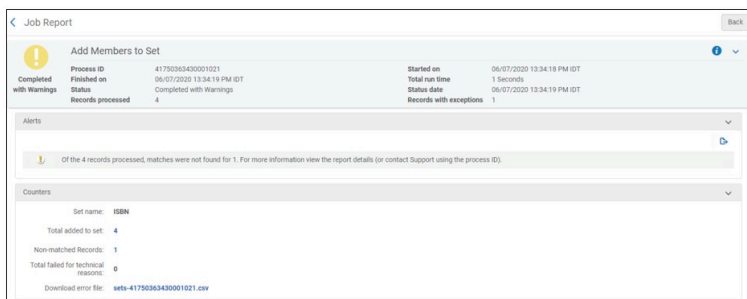 Job Report
Back
Add Members to Set
Completed with Warnings
Process ID 41750363430001021 Started on 06/07/2020 13:34:18 PM IDT
Finished on 06/07/2020 13:34:19 PM IDT Total run time 1 Seconds
Status Completed with Warnings Status date 06/07/2020 13:34:19 PM IDT
Records processed 4 Records with exceptions 1
Alerts
Of the 4 records processed, matches were not found for 1. For more information view the report details (or contact Support using the process ID).
Counters
Set name: ISBN
Total added to set: 4
Non-matched Records: 1
Total failed for technical reasons: 0
Download error file: sets-41750363430001021.csv